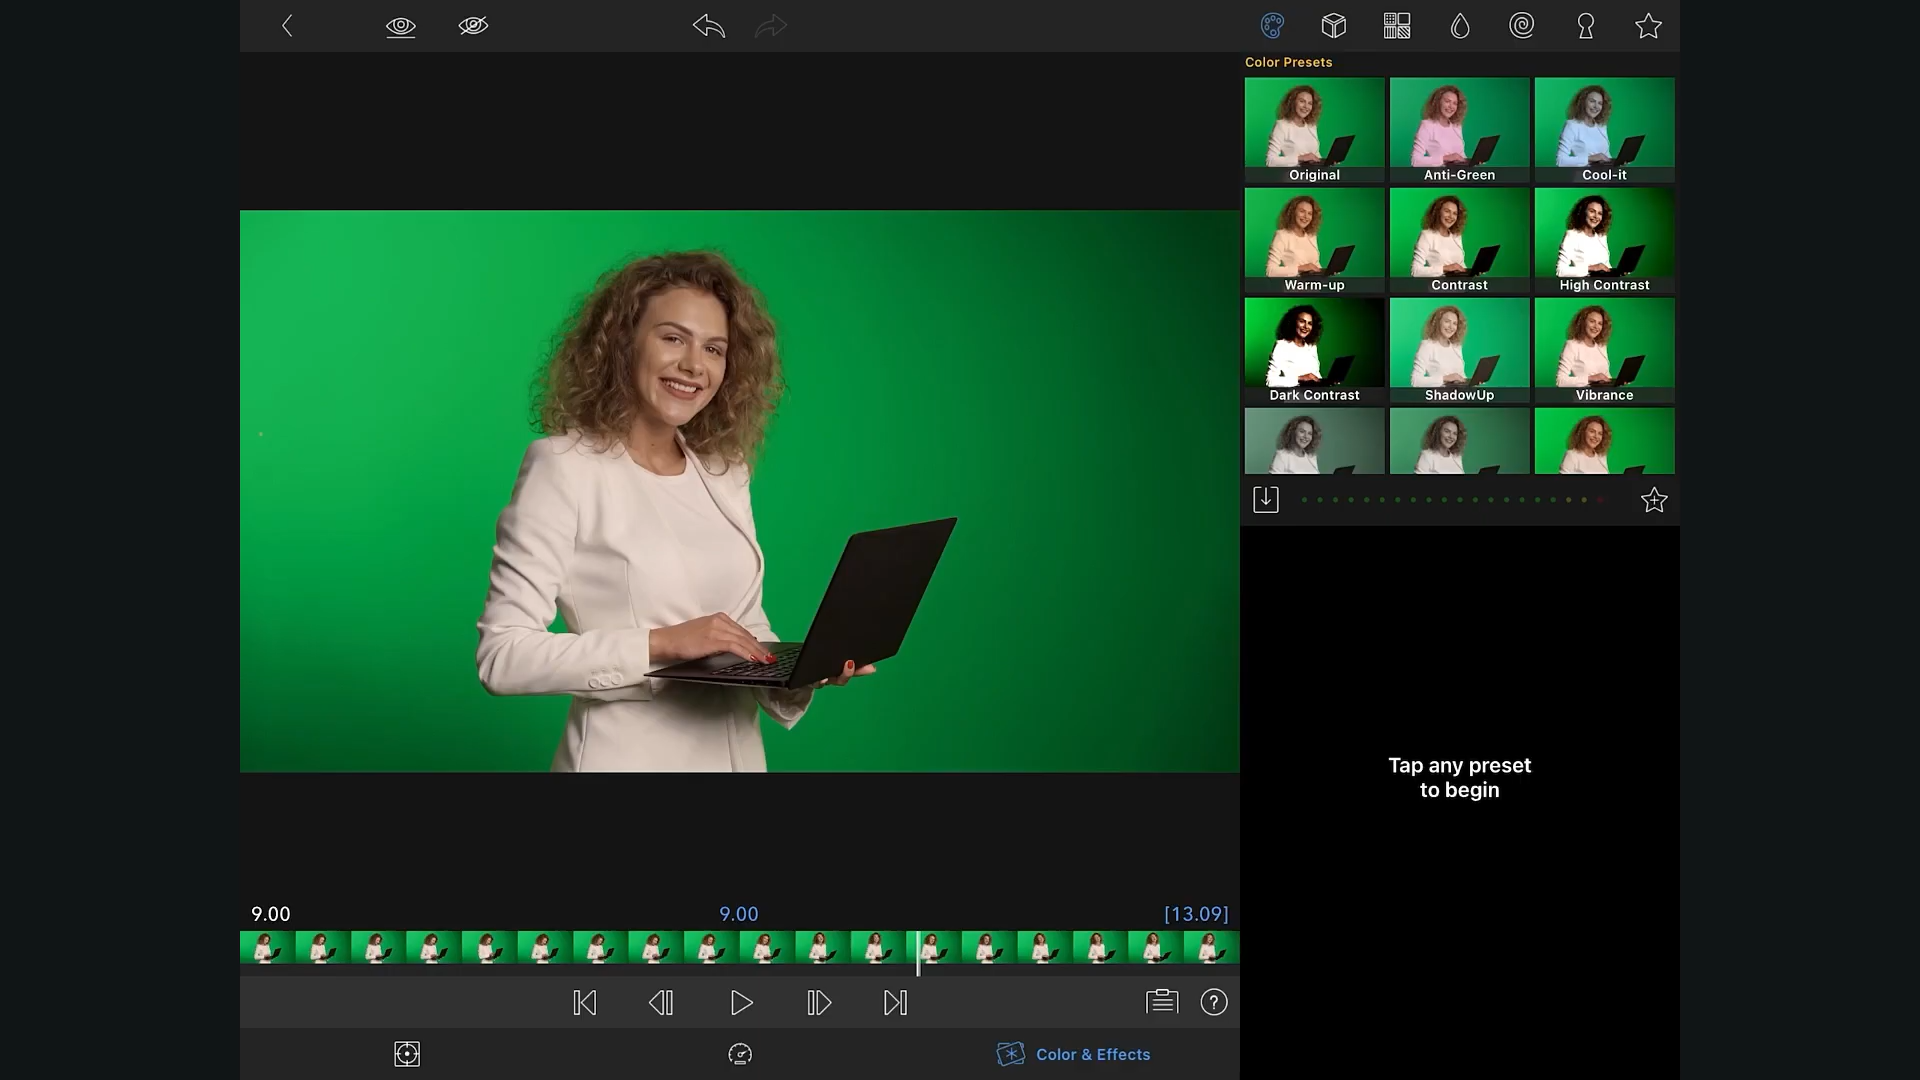 Color Presets
Original
Anti-Green
Cool-it
Warm-up
Contrast
High Contrast
Dark Contrast
ShadowUp
Vibrance
Tap any preset
to begin
9.00
9.00
[13.09]
Color & Effects